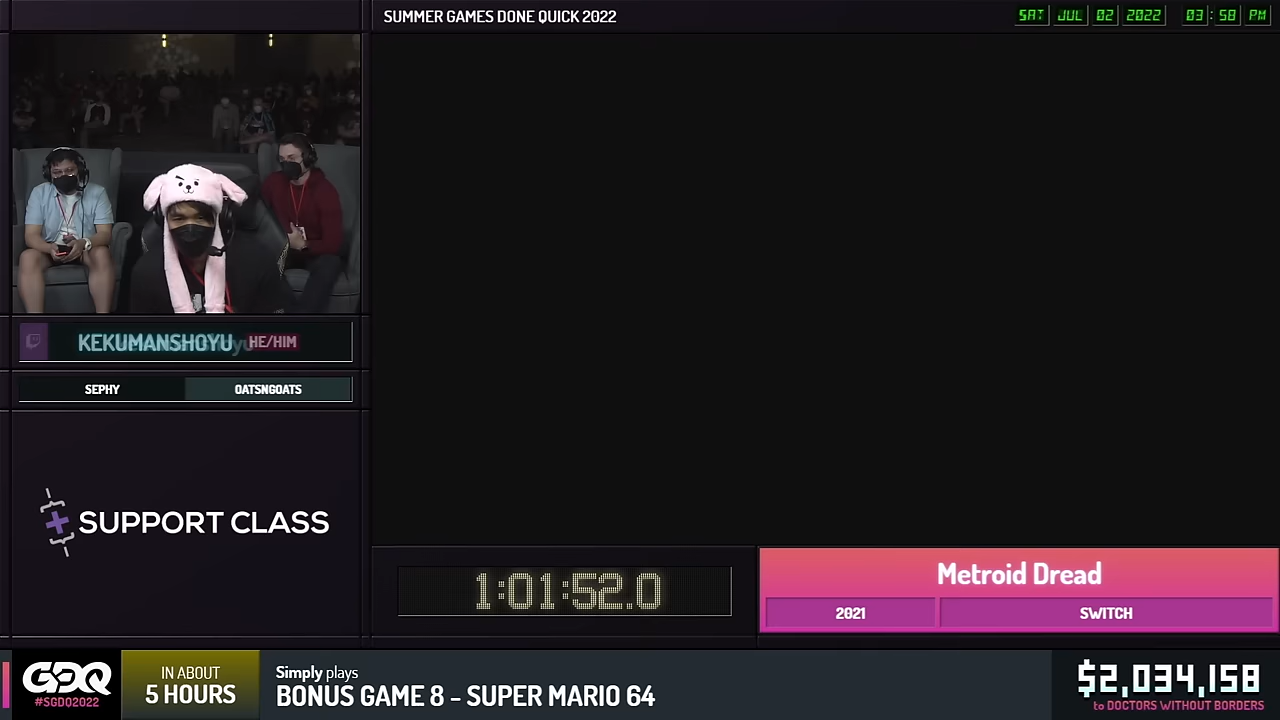 SUMMER GAMES DONE QUICK 2022
SAT JUL 02 2022 03:58 PM
KEKUMANSHOYU HE/HIM
SEPHY
OATSNGOATS
SUPPORT CLASS
1:01:52.0
Metroid Dread
2021
SWITCH
GDQ
#SGDQ2022
IN ABOUT
5 HOURS
Simply plays
BONUS GAME 8 - SUPER MARIO 64
$2,034,158
to DOCTORS WITHOUT BORDERS